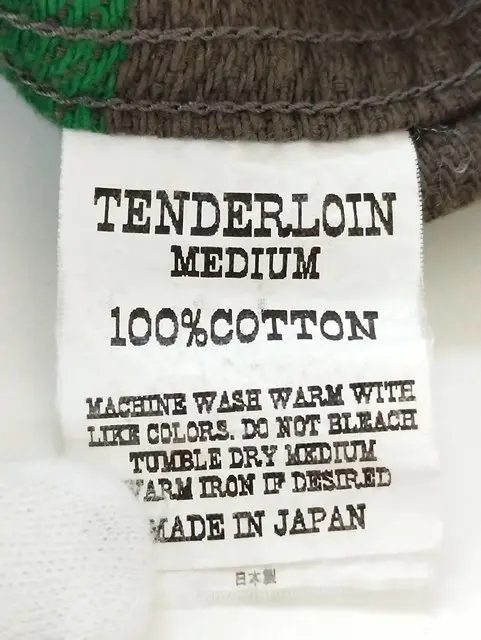 TENDERLOIN
MEDIUM
100%COTTON
MACHINE WASH WARM WITH
LIKE COLORS. DO NOT BLEACH
TUMBLE DRY MEDIUM
WARM IRON IF DESIRED
MADE IN JAPAN
日本製